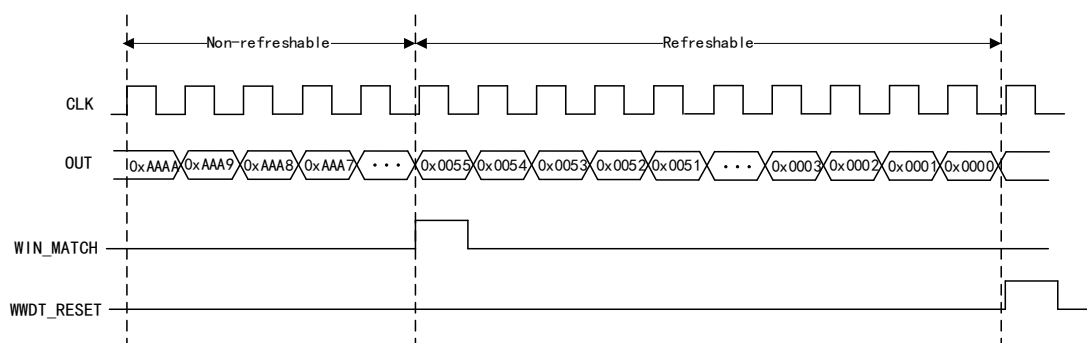 Non-refreshable Refreshable
CLK
OUT 0xAAAA 0xAAA9 0xAAA8 0xAAA7 ··· 0x0055 0x0054 0x0053 0x0052 0x0051 ··· 0x0003 0x0002 0x0001 0x0000
WIN_MATCH
WWDT_RESET